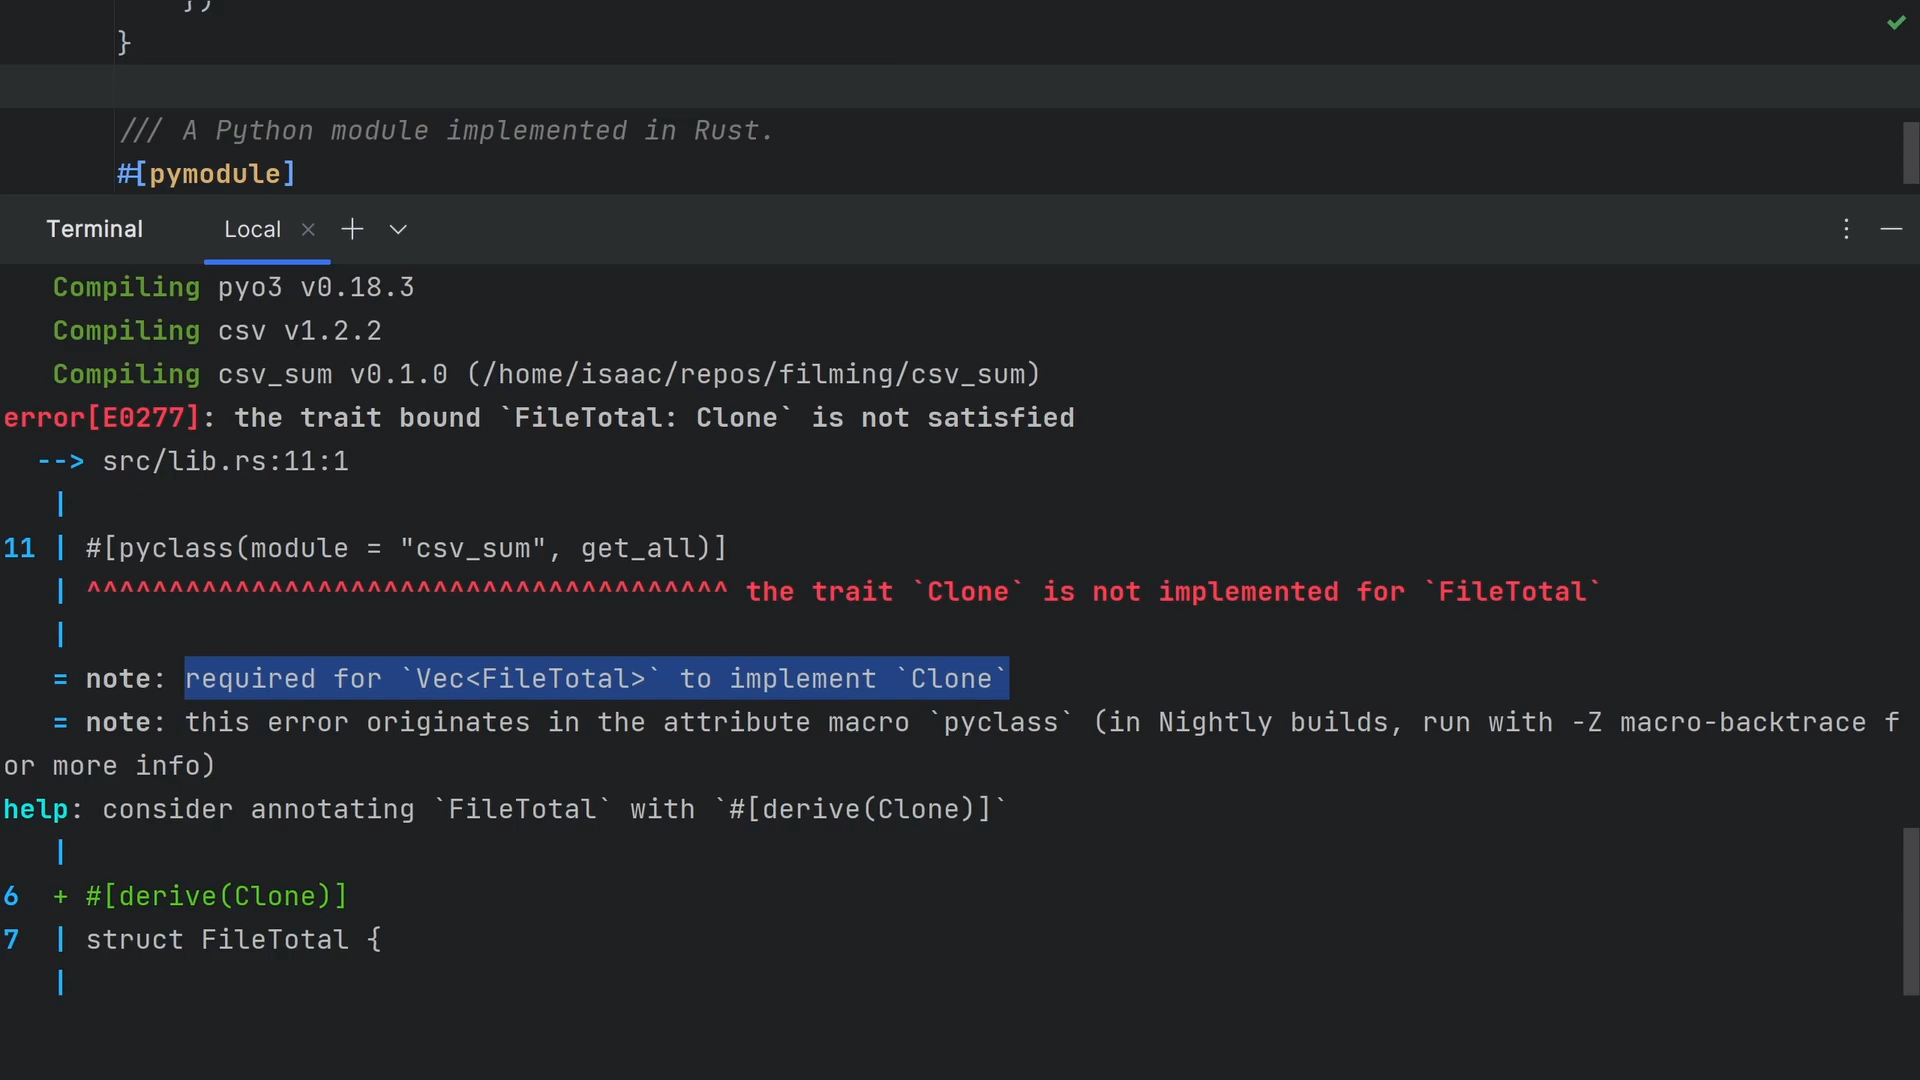 })
}
/// A Python module implemented in Rust.
#[pymodule]
Terminal Local × + 
Compiling pyo3 v0.18.3
Compiling csv v1.2.2
Compiling csv_sum v0.1.0 (/home/isaac/repos/filming/csv_sum)
error[E0277]: the trait bound `FileTotal: Clone` is not satisfied
--> src/lib.rs:11:1
|
11 | #[pyclass(module = "csv_sum", get_all)]
| ^^^^^^^^^^^^^^^^^^^^^^^^^^^^^^^^^^^^^^^ the trait `Clone` is not implemented for `FileTotal`
|
= note: required for `Vec<FileTotal>` to implement `Clone`
= note: this error originates in the attribute macro `pyclass` (in Nightly builds, run with -Z macro-backtrace f
or more info)
help: consider annotating `FileTotal` with `#[derive(Clone)]`
|
6 + #[derive(Clone)]
7 | struct FileTotal {
|